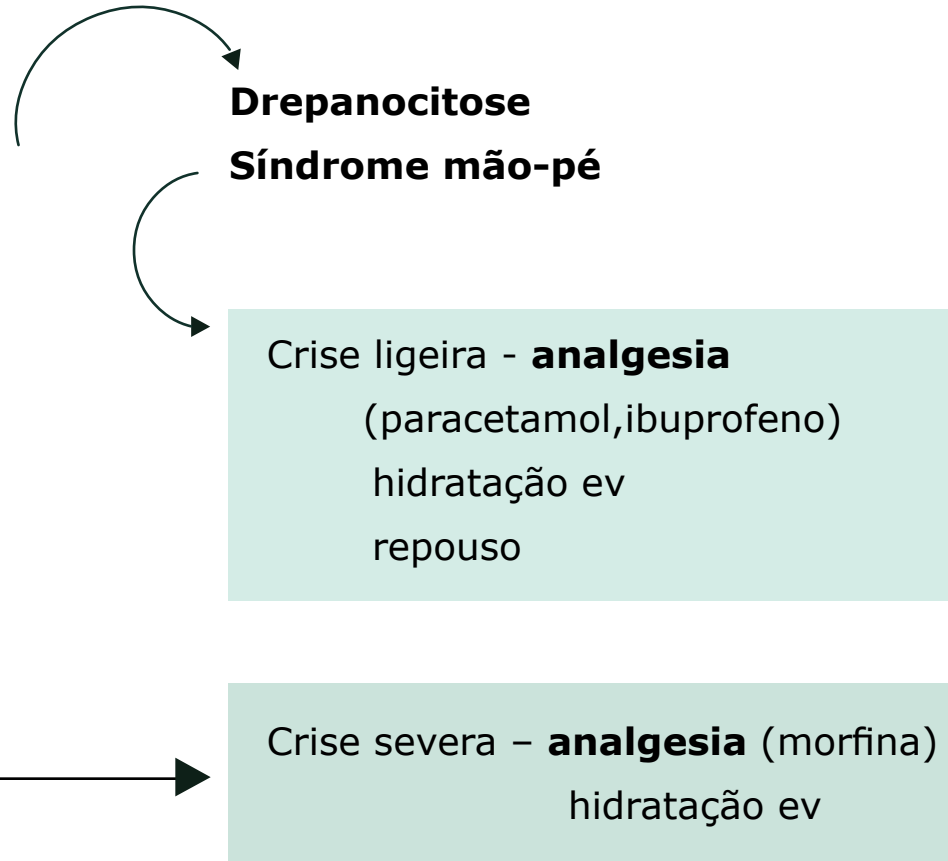 Drepanocitose
Síndrome mão-pé
Crise ligeira - analgesia
(paracetamol,ibuprofeno)
hidratação ev
repouso
Crise severa – analgesia (morfina)
hidratação ev